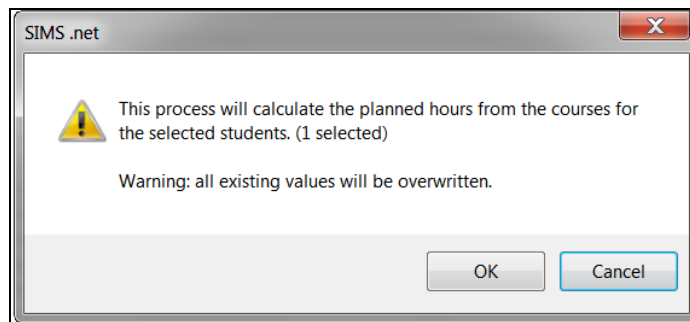 SIMS .net
This process will calculate the planned hours from the courses for
the selected students. (1 selected)
Warning: all existing values will be overwritten.
OK
Cancel